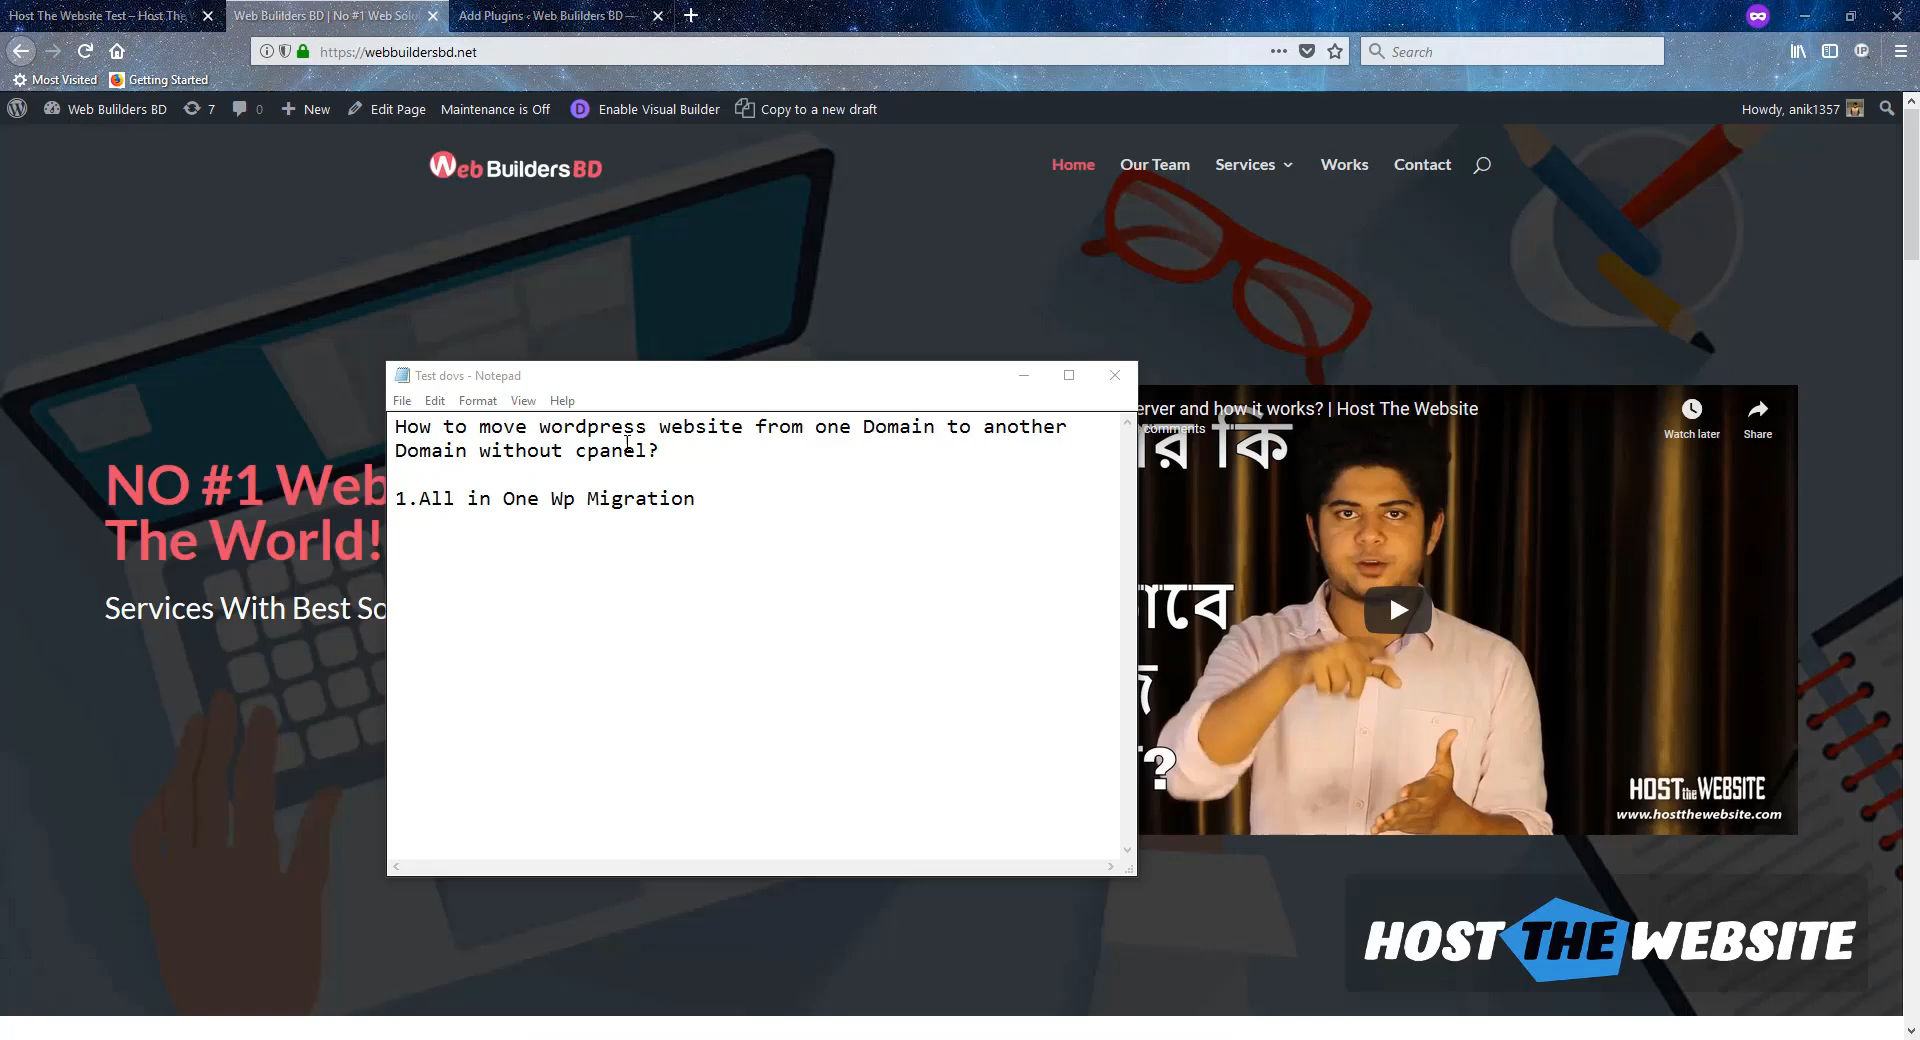 Host The Website Test – Host The
Web Builders BD | No #1 Web Solu
Add Plugins ‹ Web Builders BD —
https://webbuildersbd.net
Search
Most Visited
Getting Started
Web Builders BD
7
0
New
Edit Page
Maintenance is Off
D
Enable Visual Builder
Copy to a new draft
Howdy, anik1357
Web Builders BD
Home
Our Team
Services
Works
Contact
Test dovs - Notepad
File
Edit
Format
View
Help
How to move wordpress website from one Domain to another
Domain without cpanel?
1.All in One Wp Migration
NO #1 Web
The World!
Services With Best So
erver and how it works? | Host The Website
comments
Watch later
Share
ার কি
াবে
?
HOST the WEBSITE
www.hostthewebsite.com
HOST THE WEBSITE